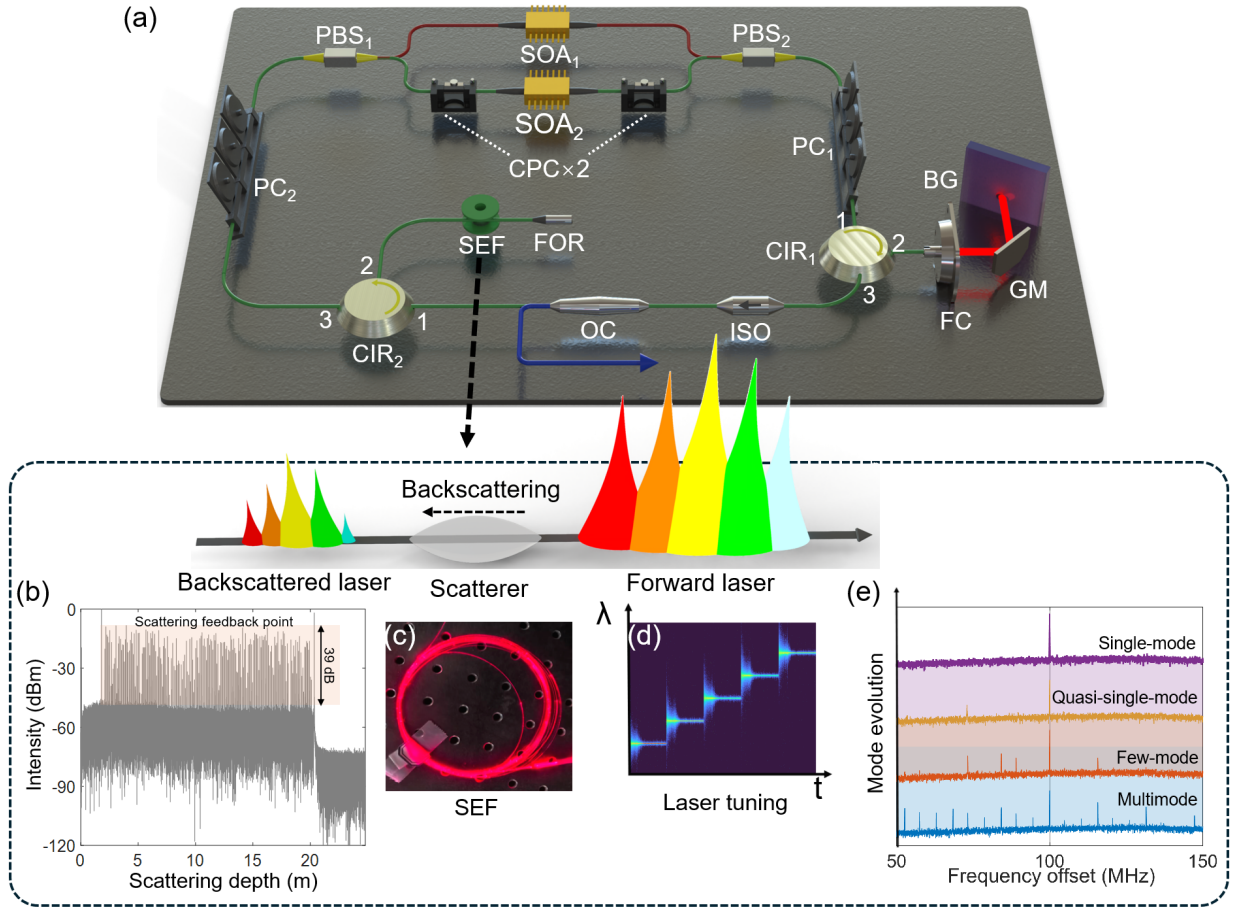 (a)
PBS₁
SOA₁
PBS₂
SOA₂
CPC×2
PC₂
PC₁
BG
SEF
FOR
CIR₁
1
2
3
GM
FC
2
3
1
CIR₂
OC
ISO
Backscattering
Backscattered laser
Scatterer
Forward laser
(b)
Scattering feedback point
39 dB
0
-30
-60
-90
-120
Intensity (dBm)
0
5
10
15
20
Scattering depth (m)
(c)
SEF
(d)
λ
t
Laser tuning
(e)
Mode evolution
Single-mode
Quasi-single-mode
Few-mode
Multimode
50
100
150
Frequency offset (MHz)